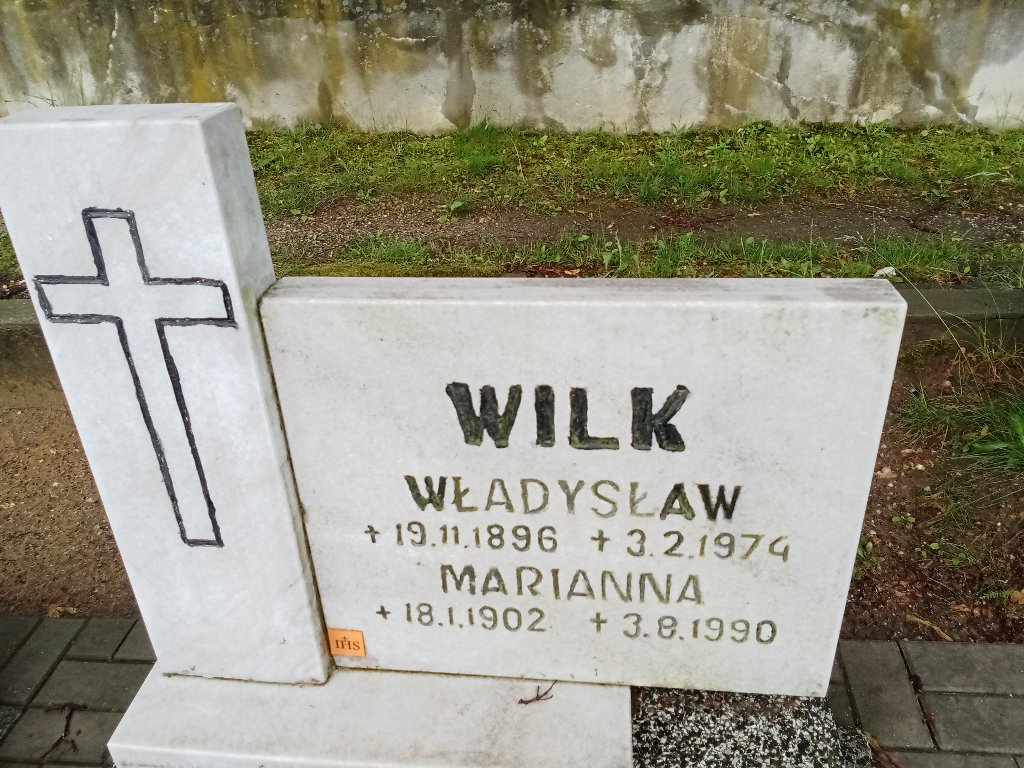 WILK
WŁADYSŁAW
+ 19.11.1896 + 3.2.1974
MARIANNA
+ 18.1.1902 + 3.8.1990
IHS